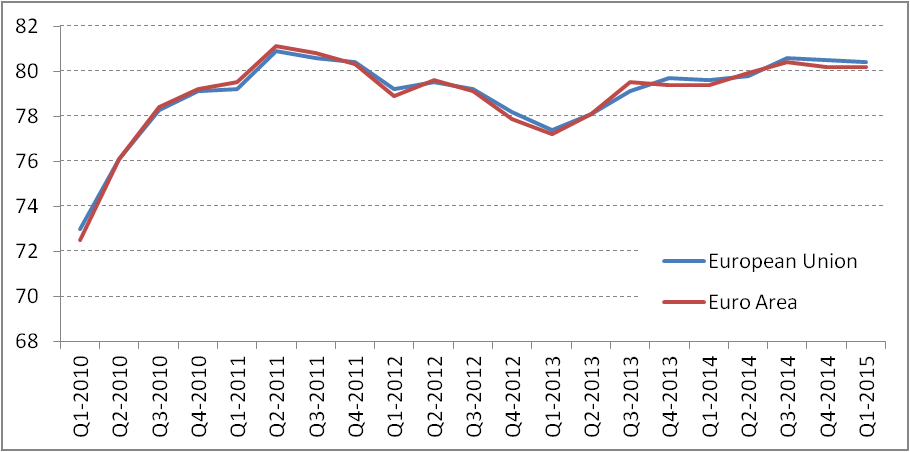 82
80
78
76
74
72
70
68
European Union
Euro Area
Q1-2010
Q2-2010
Q3-2010
Q4-2010
Q1-2011
Q2-2011
Q3-2011
Q4-2011
Q1-2012
Q2-2012
Q3-2012
Q4-2012
Q1-2013
Q2-2013
Q3-2013
Q4-2013
Q1-2014
Q2-2014
Q3-2014
Q4-2014
Q1-2015